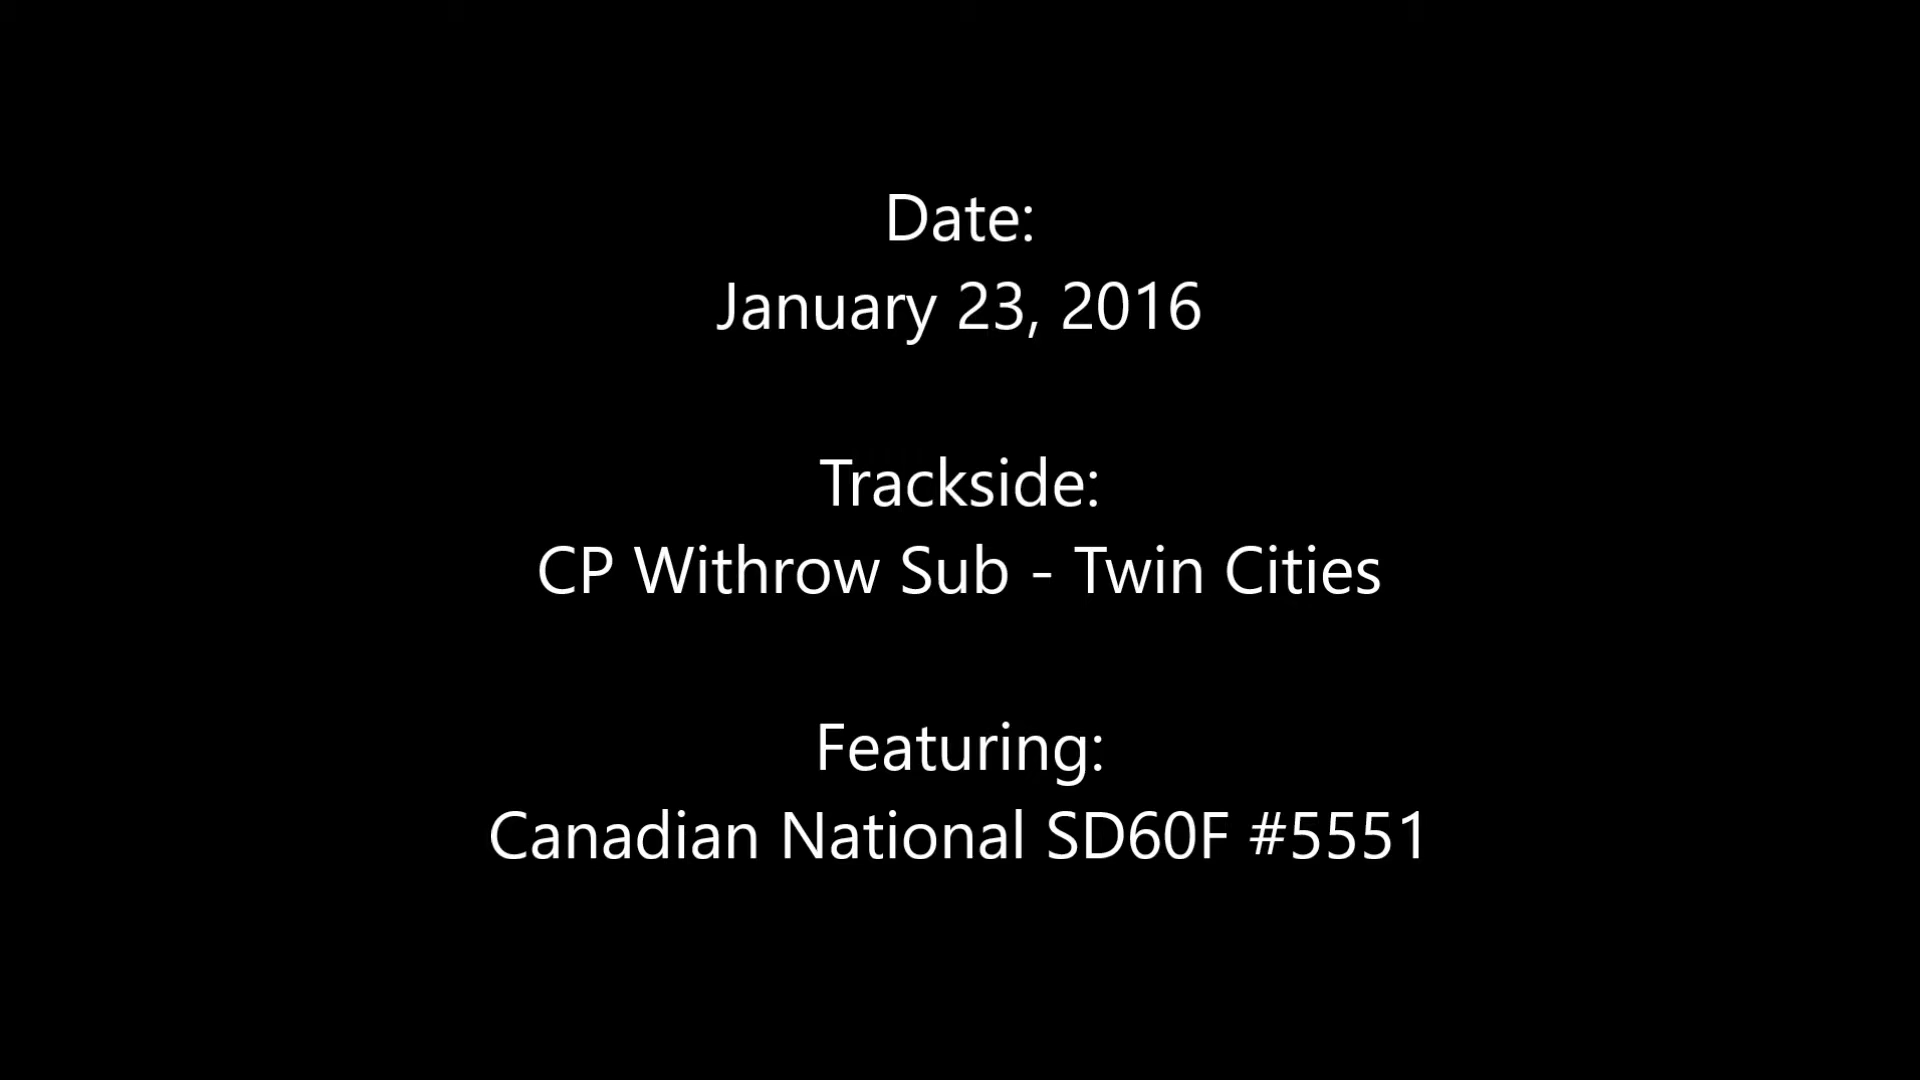 Date:
January 23, 2016
Trackside:
CP Withrow Sub - Twin Cities
Featuring:
Canadian National SD60F #5551